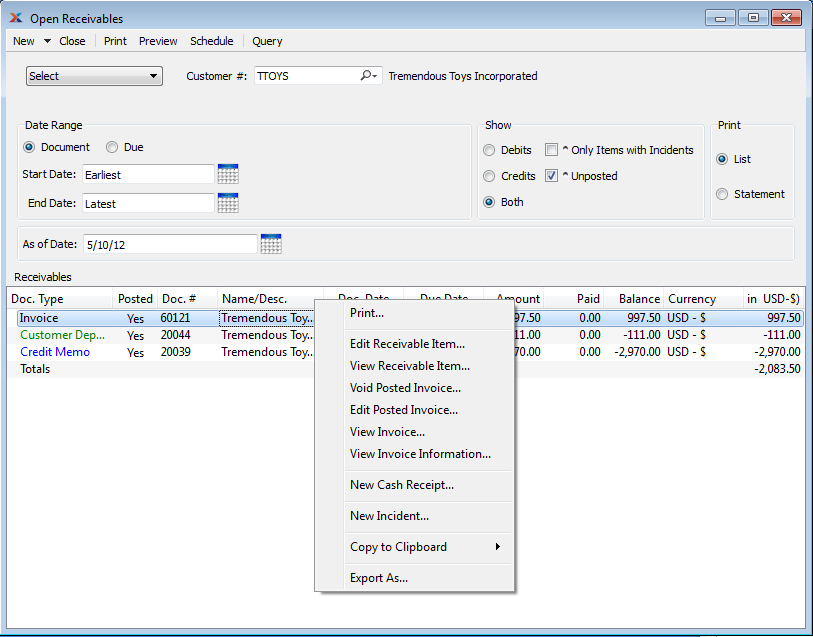 Open Receivables
New Close Print Preview Schedule Query
Select Customer #: TTOYS Tremendous Toys Incorporated
Date Range Show Print
Document Due Debits ^ Only Items with Incidents List
Start Date: Earliest Credits ^ Unposted Statement
End Date: Latest Both
As of Date: 5/10/12
Receivables
Doc. Type Posted Doc. # Name/Desc. Doc. Date Due Date Amount Paid Balance Currency in USD-$)
Invoice Yes 60121 Tremendous Toy... 97.50 0.00 997.50 USD - $ 997.50
Customer Dep... Yes 20044 Tremendous Toy... 11.00 0.00 -111.00 USD - $ -111.00
Credit Memo Yes 20039 Tremendous Toy... 70.00 0.00 -2,970.00 USD - $ -2,970.00
Totals -2,083.50
Print...
Edit Receivable Item...
View Receivable Item...
Void Posted Invoice...
Edit Posted Invoice...
View Invoice...
View Invoice Information...
New Cash Receipt...
New Incident...
Copy to Clipboard
Export As...